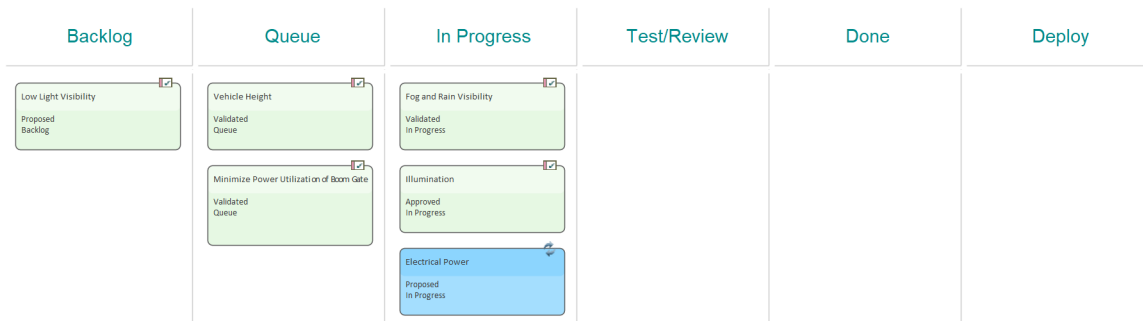 Backlog
Queue
In Progress
Test/Review
Done
Deploy
Low Light Visibility
Proposed
Backlog
Vehicle Height
Validated
Queue
Minimize Power Utilization of Boom Gate
Validated
Queue
Fog and Rain Visibility
Validated
In Progress
Illumination
Approved
In Progress
Electrical Power
Proposed
In Progress